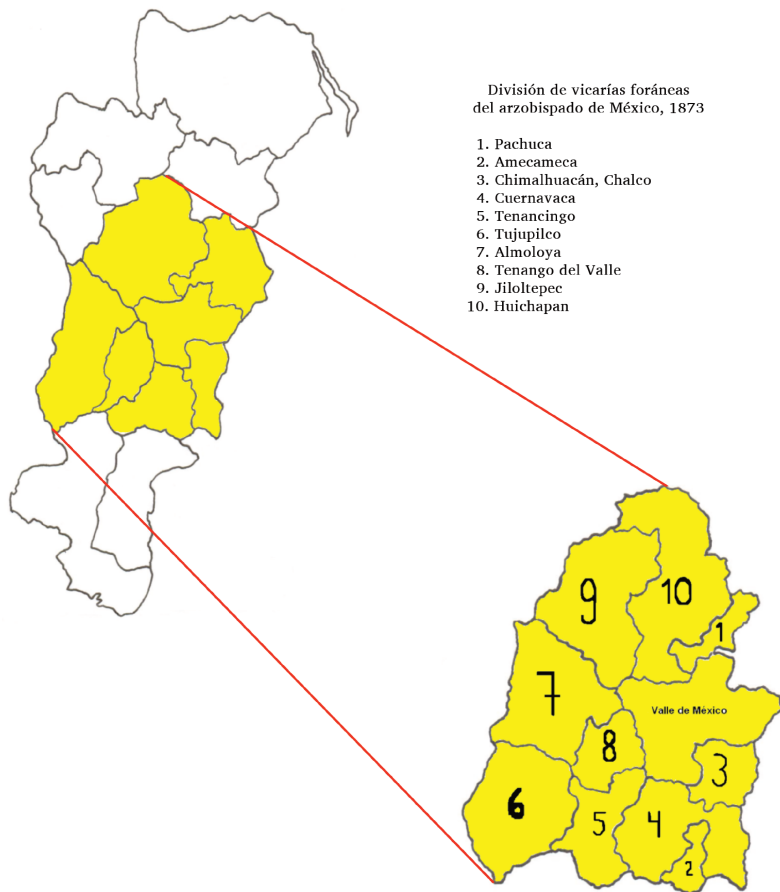 División de vicarías foráneas
del arzobispado de México, 1873
1. Pachuca
2. Amecameca
3. Chimalhuacán, Chalco
4. Cuernavaca
5. Tenancingo
6. Tujupilco
7. Almoloya
8. Tenango del Valle
9. Jiloltepec
10. Huichapan
9
10
1
7
Valle de México
8
3
6
5
4
2